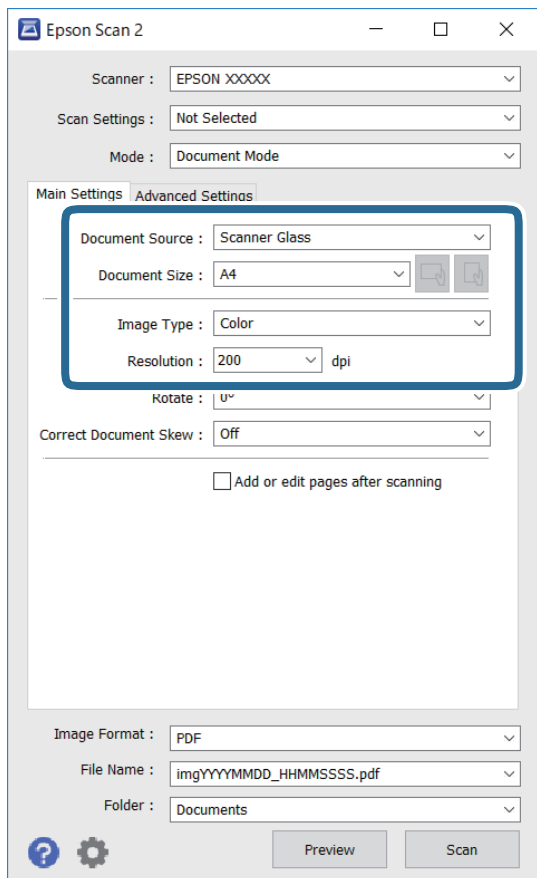 Epson Scan 2
Scanner : EPSON XXXXX
Scan Settings : Not Selected
Mode : Document Mode
Main Settings Advanced Settings
Document Source : Scanner Glass
Document Size : A4
Image Type : Color
Resolution : 200 dpi
Rotate : 0°
Correct Document Skew : Off
Add or edit pages after scanning
Image Format : PDF
File Name : imgYYYYMMDD_HHMMSSSS.pdf
Folder : Documents
? Preview Scan